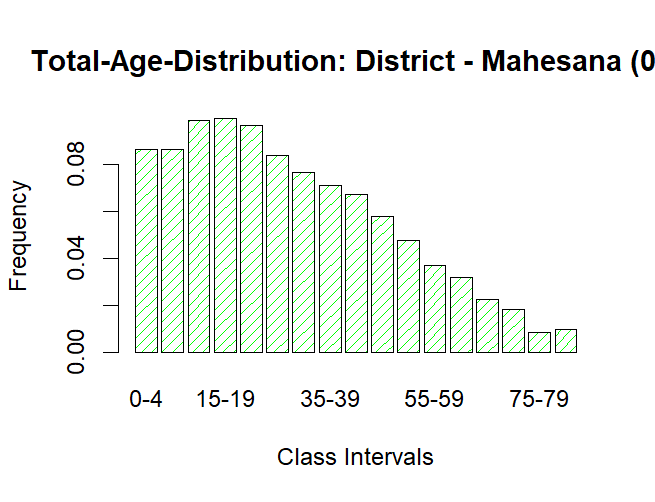 Total-Age-Distribution: District - Mahesana (0
Frequency
0.08
0.04
0.00
0-4 15-19 35-39 55-59 75-79
Class Intervals